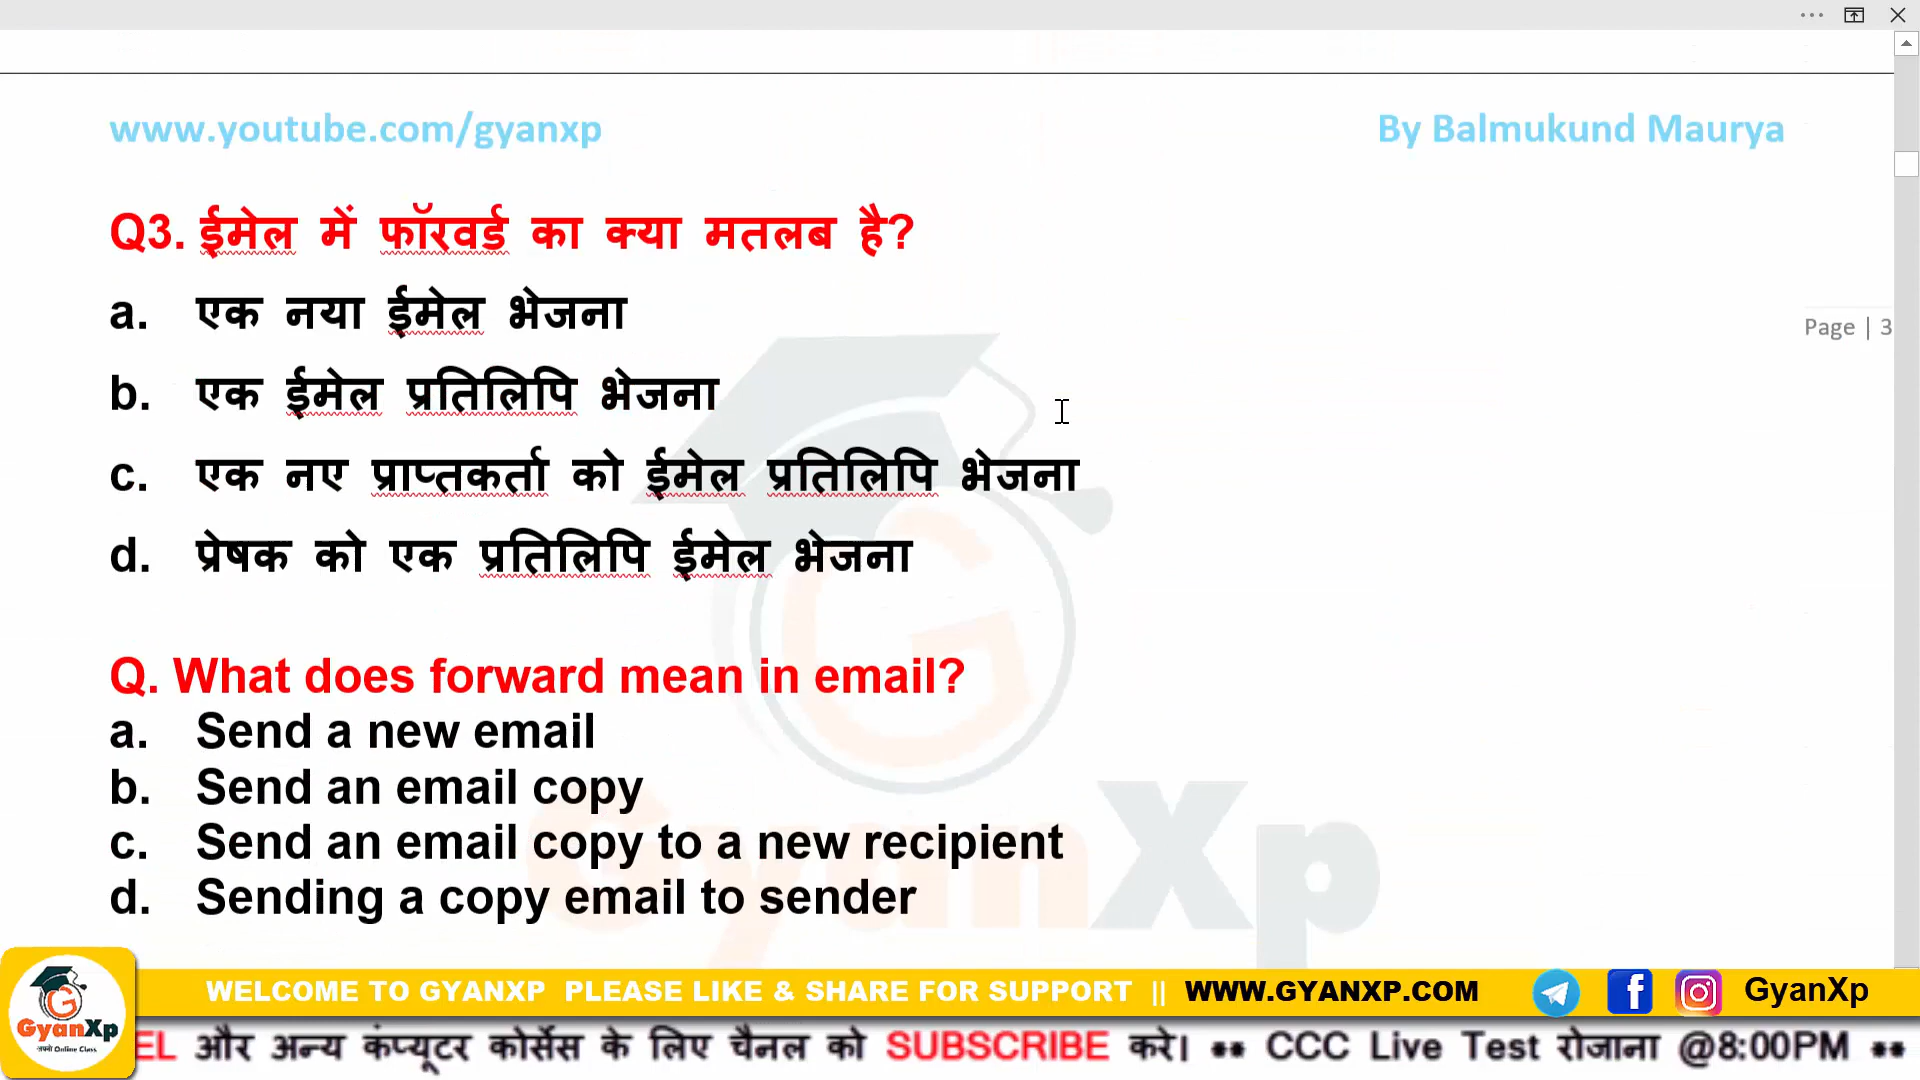 www.youtube.com/gyanxp
By Balmukund Maurya
Q3. ईमेल में फॉरवर्ड का क्या मतलब है?
a. एक नया ईमेल भेजना
b. एक ईमेल प्रतिलिपि भेजना
c. एक नए प्राप्तकर्ता को ईमेल प्रतिलिपि भेजना
d. प्रेषक को एक प्रतिलिपि ईमेल भेजना
Page | 3
Q. What does forward mean in email?
a. Send a new email
b. Send an email copy
c. Send an email copy to a new recipient
d. Sending a copy email to sender
GyanXp
WELCOME TO GYANXP PLEASE LIKE & SHARE FOR SUPPORT || WWW.GYANXP.COM
GyanXp
GyanXp
Online Class
EL और अन्य कंप्यूटर कोर्सेस के लिए चैनल को SUBSCRIBE करे। ** CCC Live Test रोजाना @8:00PM **